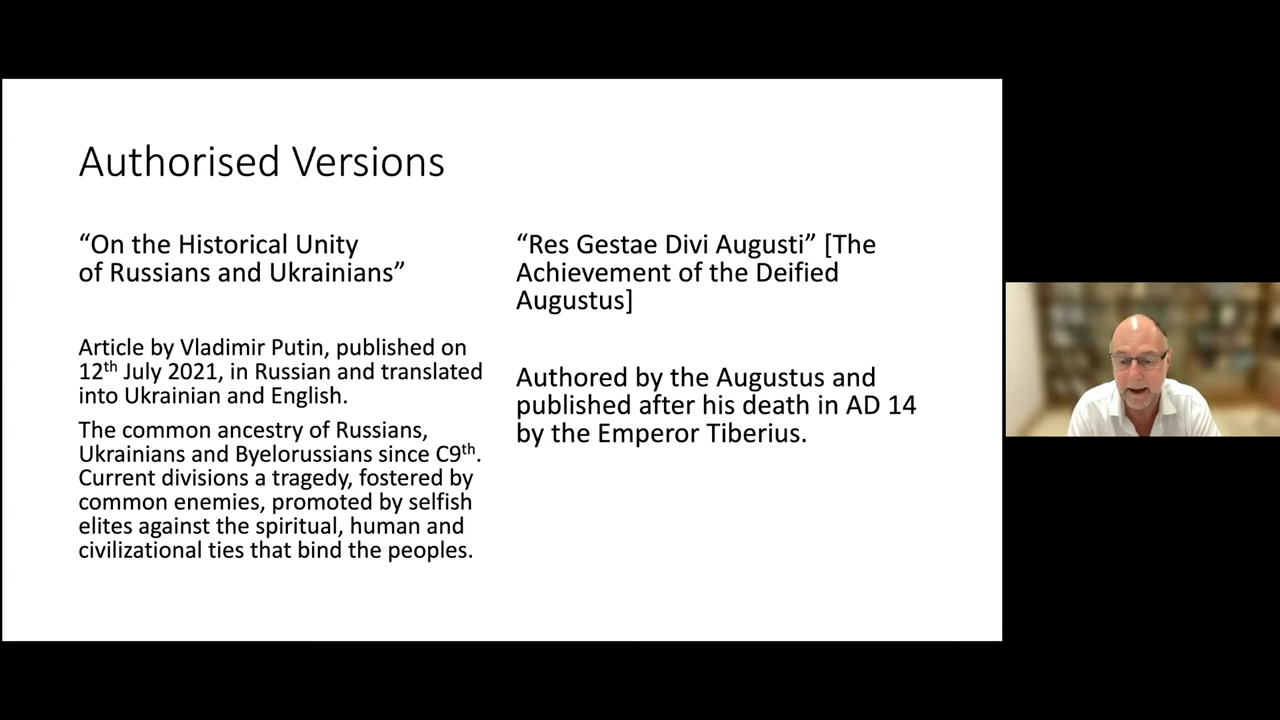 Authorised Versions
“On the Historical Unity
of Russians and Ukrainians”
Article by Vladimir Putin, published on
12th July 2021, in Russian and translated
into Ukrainian and English.
The common ancestry of Russians,
Ukrainians and Byelorussians since C9th.
Current divisions a tragedy, fostered by
common enemies, promoted by selfish
elites against the spiritual, human and
civilizational ties that bind the peoples.
“Res Gestae Divi Augusti” [The
Achievement of the Deified
Augustus]
Authored by the Augustus and
published after his death in AD 14
by the Emperor Tiberius.